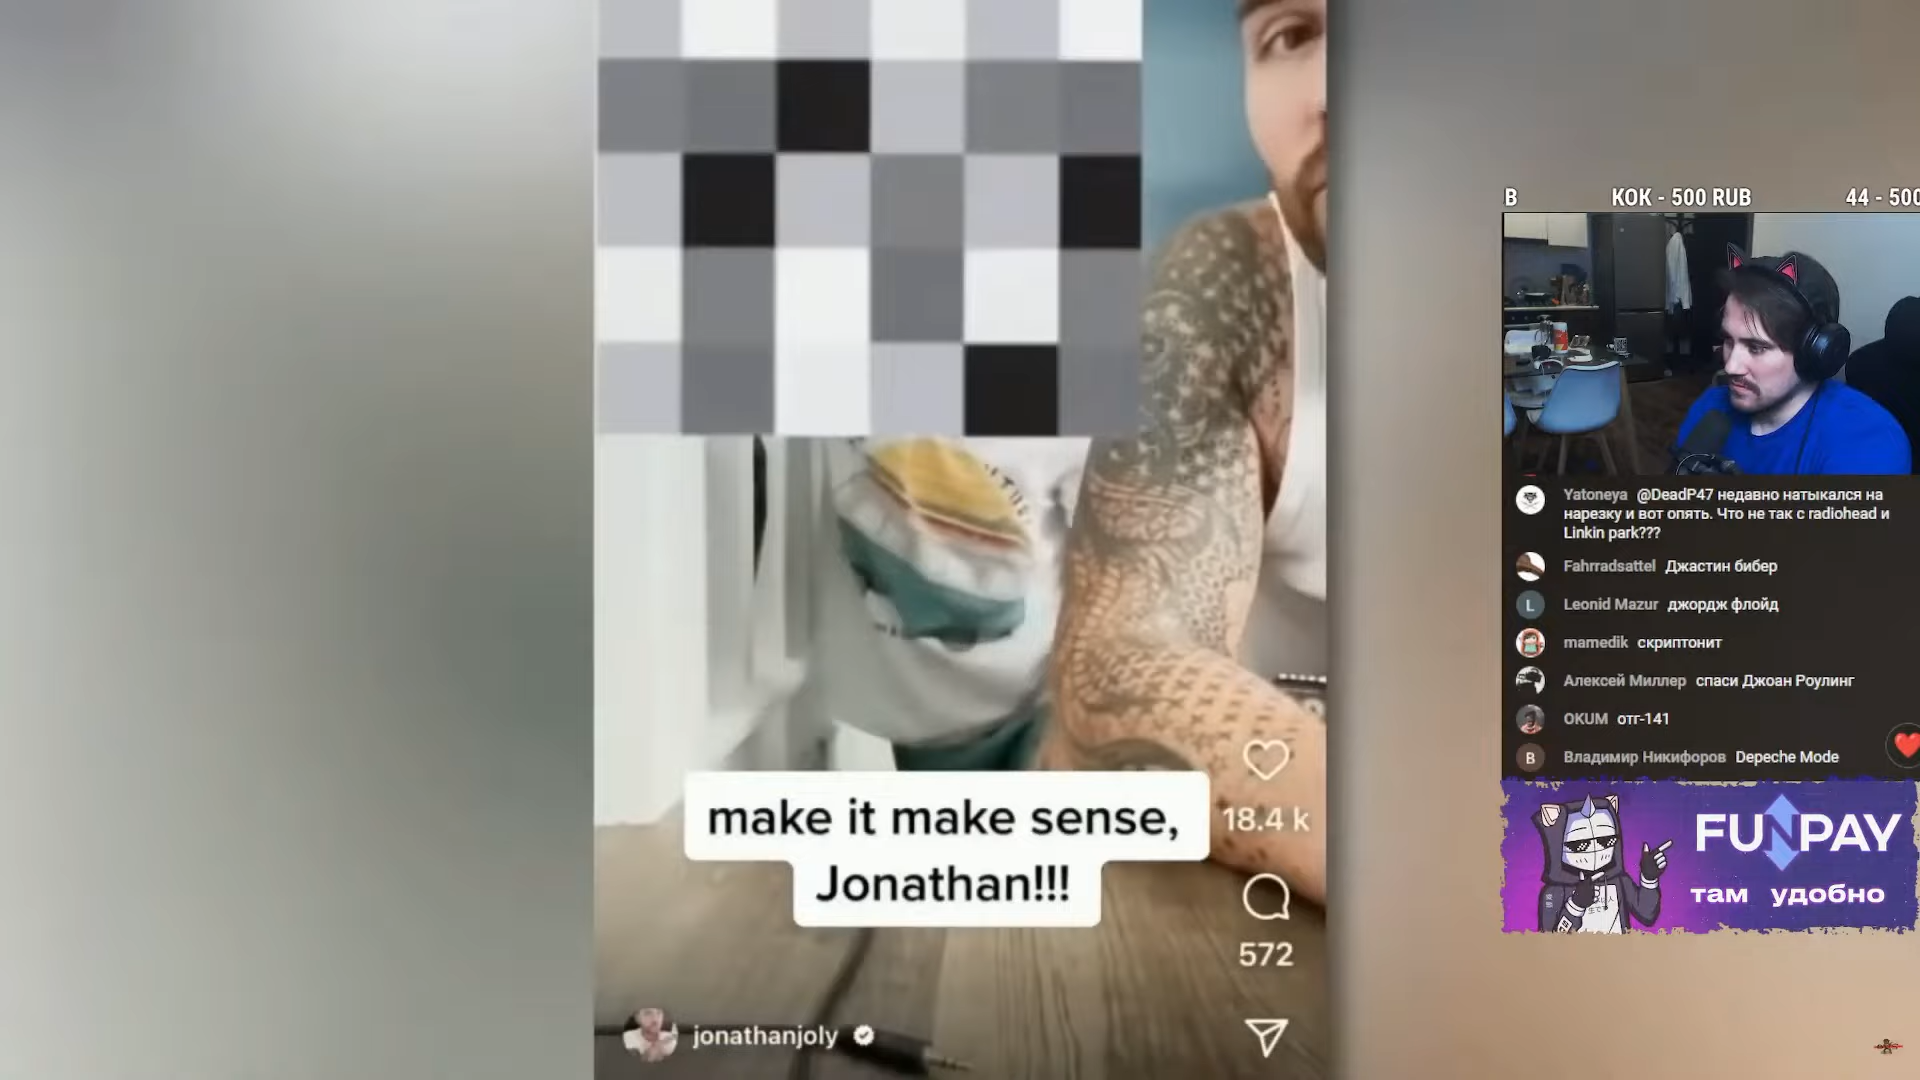 B KOK - 500 RUB 44 - 500
make it make sense,
Jonathan!!!
18.4 k
572
jonathanjoly
Yatoneya @DeadP47 недавно натыкался на
нарезку и вот опять. Что не так с radiohead и
Linkin park???
Fahrradsattel Джастин бибер
L Leonid Mazur джордж флойд
mamedik скриптонит
Алексей Миллер спаси Джоан Роулинг
OKUM отг-141
В Владимир Никифоров Depeche Mode
FUNPAY
там удобно